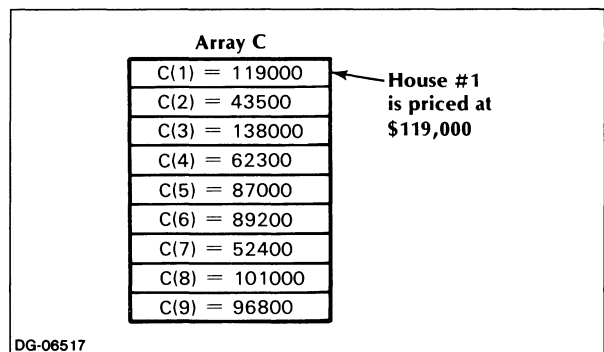 Array C
C(1) = 119000
C(2) = 43500
C(3) = 138000
C(4) = 62300
C(5) = 87000
C(6) = 89200
C(7) = 52400
C(8) = 101000
C(9) = 96800
House #1
is priced at
$119,000
DG-06517